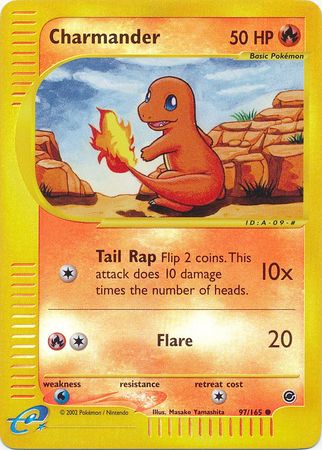 Charmander 50 HP
Basic Pokémon
ID:A-09-#
Tail Rap Flip 2 coins. This
attack does 10 damage
times the number of heads.
10x
Flare 20
weakness resistance retreat cost
e
© 2002 Pokémon / Nintendo Illus. Masako Yamashita 97/165